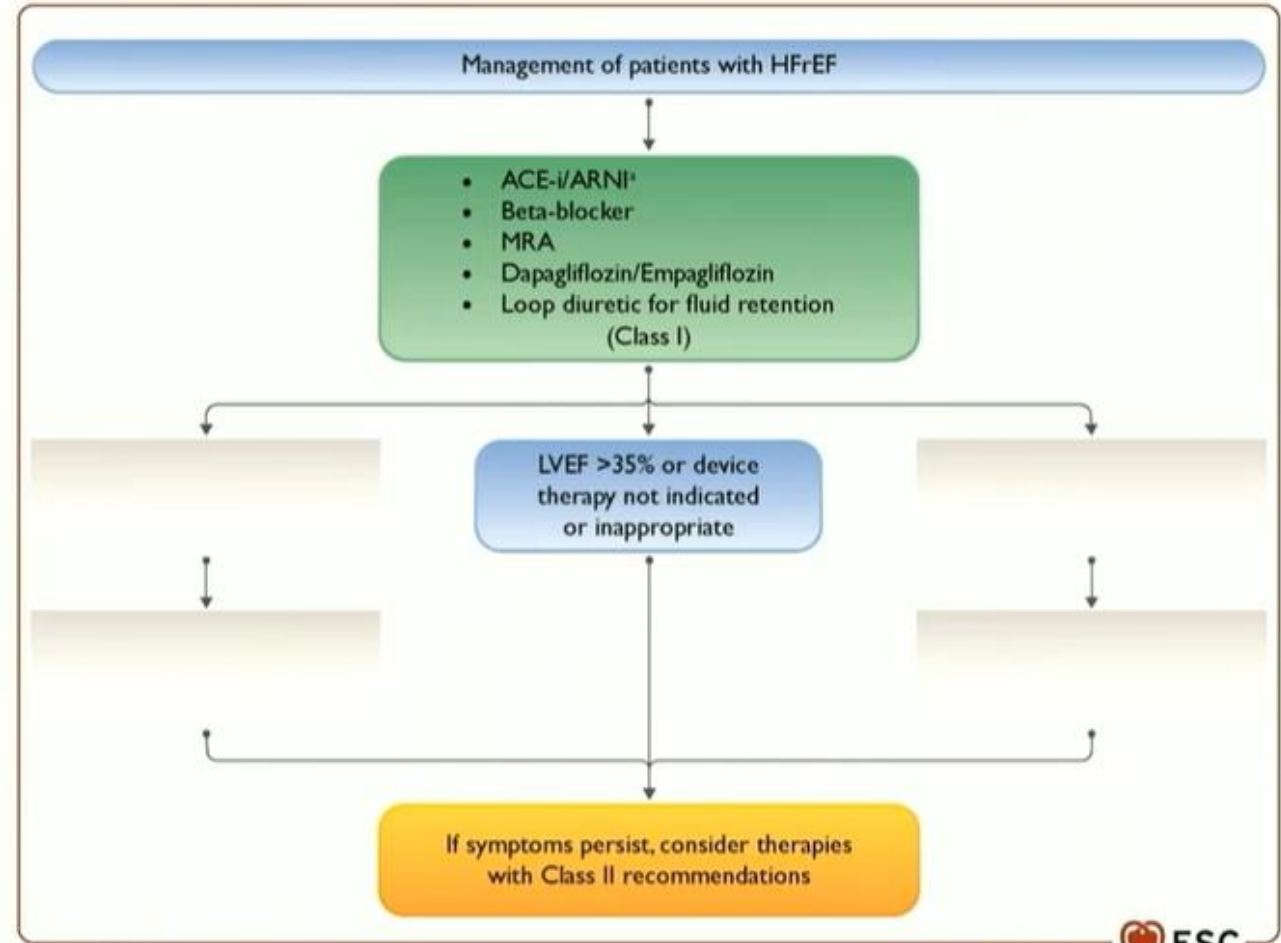 Management of patients with HFrEF
• ACE-i/ARNIª
• Beta-blocker
• MRA
• Dapagliflozin/Empagliflozin
• Loop diuretic for fluid retention
(Class I)
LVEF >35% or device
therapy not indicated
or inappropriate
If symptoms persist, consider therapies
with Class II recommendations
ESC